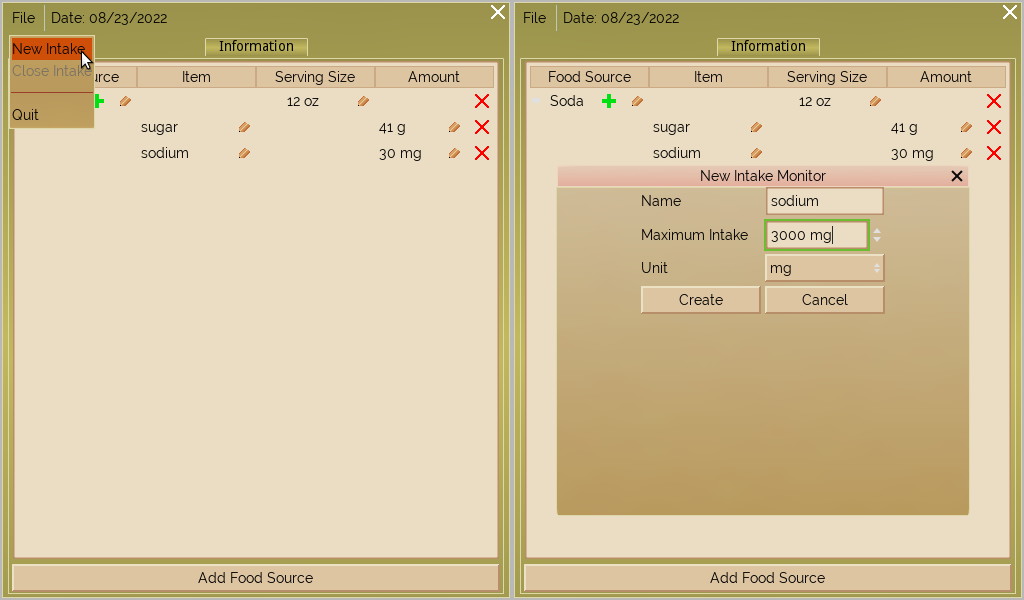 File Date: 08/23/2022
New Intake
Close Intake
Quit
Information
urce Item Serving Size Amount
12 oz
sugar 41 g
sodium 30 mg
Add Food Source
File Date: 08/23/2022
Information
Food Source Item Serving Size Amount
Soda 12 oz
sugar 41 g
sodium 30 mg
New Intake Monitor
Name sodium
Maximum Intake 3000 mg
Unit mg
Create Cancel
Add Food Source